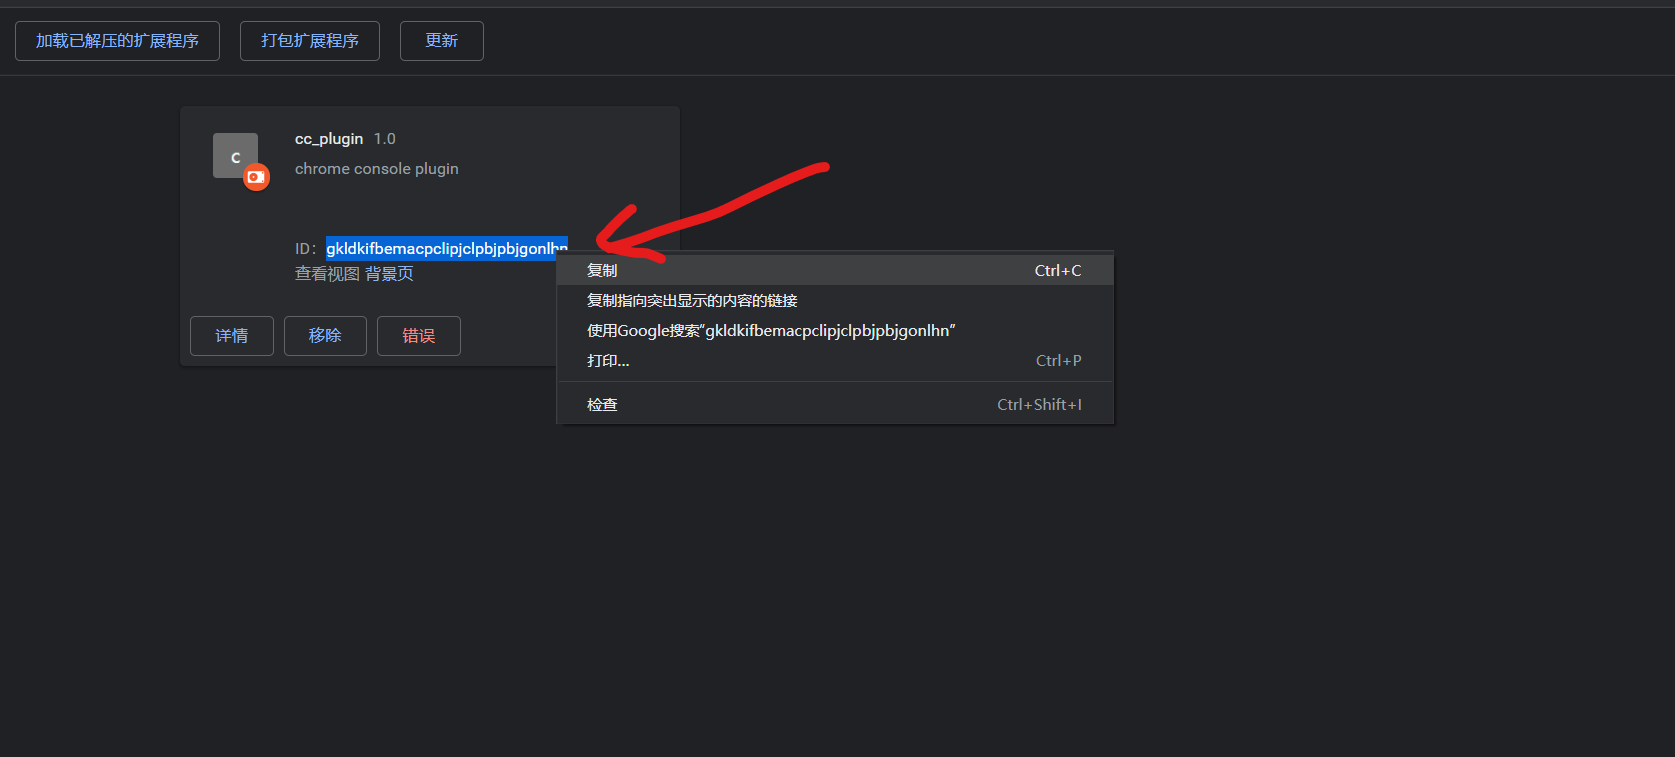 加载已解压的扩展程序 打包扩展程序 更新
C
cc_plugin 1.0
chrome console plugin
ID： gkldkifbemacpclipjclpbjpbjgonlhn
查看视图 背景页
详情 移除 错误
复制 Ctrl+C
复制指向突出显示的内容的链接
使用Google搜索“gkldkifbemacpclipjclpbjpbjgonlhn”
打印... Ctrl+P
检查 Ctrl+Shift+I